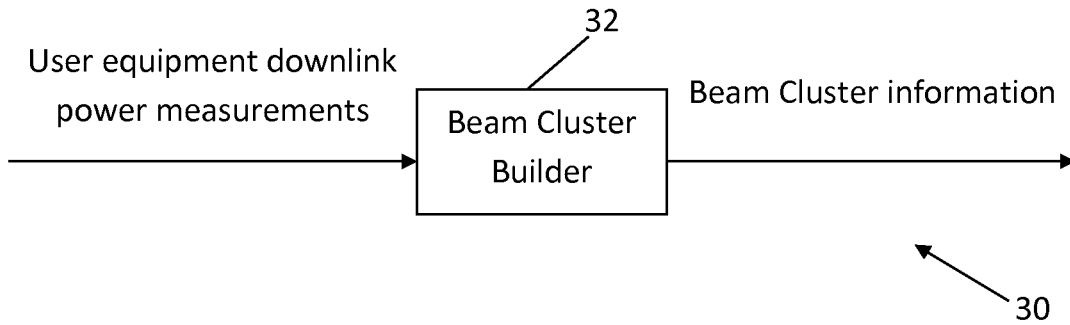 32
User equipment downlink
power measurements
Beam Cluster
Builder
Beam Cluster information
30